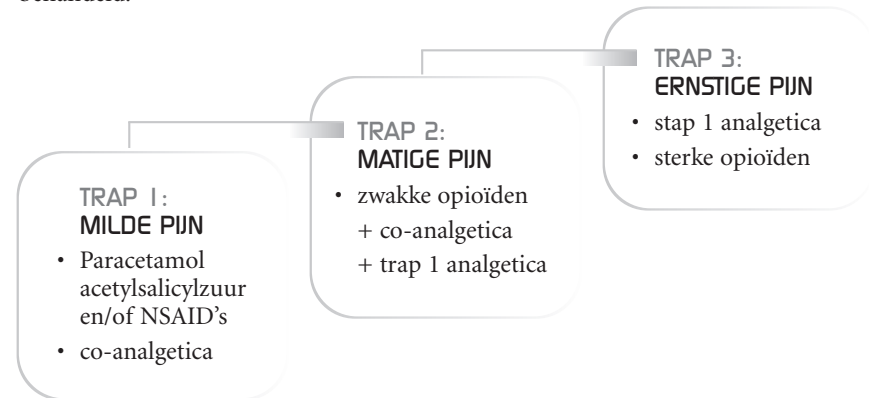 TRAP 1:
MILDE PIJN
• Paracetamol
acetylsalicylzuur
en/of NSAID's
• co-analgetica
TRAP 2:
MATIGE PIJN
• zwakke opioïden
+ co-analgetica
+ trap 1 analgetica
TRAP 3:
ERNSTIGE PIJN
• stap 1 analgetica
• sterke opioïden